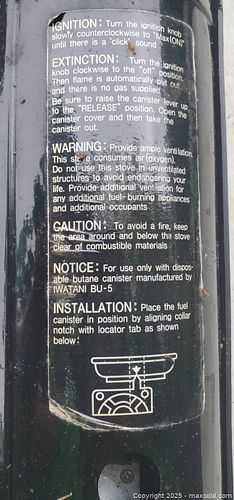 IGNITION: Turn the ignition knob
slowly counterclockwise to "Max(ON)"
until there is a "click" sound
EXTINCTION: Turn the ignition
knob clockwise to the "off" position,
Then flame is automatically put out
and there is no gas supplied
Be sure to raise the canister lever up
to the "RELEASE" position. Open the
canister cover and then take the
canister out.
WARNING: Provide ample ventilation
This stove consumes air (oxygen).
Do not use this stove in unventilated
structures to avoid endangering your
life. Provide additional ventilation for
any additional fuel-burning appliances
and additional occupants
CAUTION: To avoid a fire, keep
the area around and below the stove
clear of combustible materials
NOTICE: For use only with dispos-
able butane canister manufactured by
IWATANI BU-5
INSTALLATION: Place the fuel
canister in position by aligning collar
notch with locator tab as shown
below:
Copyright © 2025 - maxsold.com